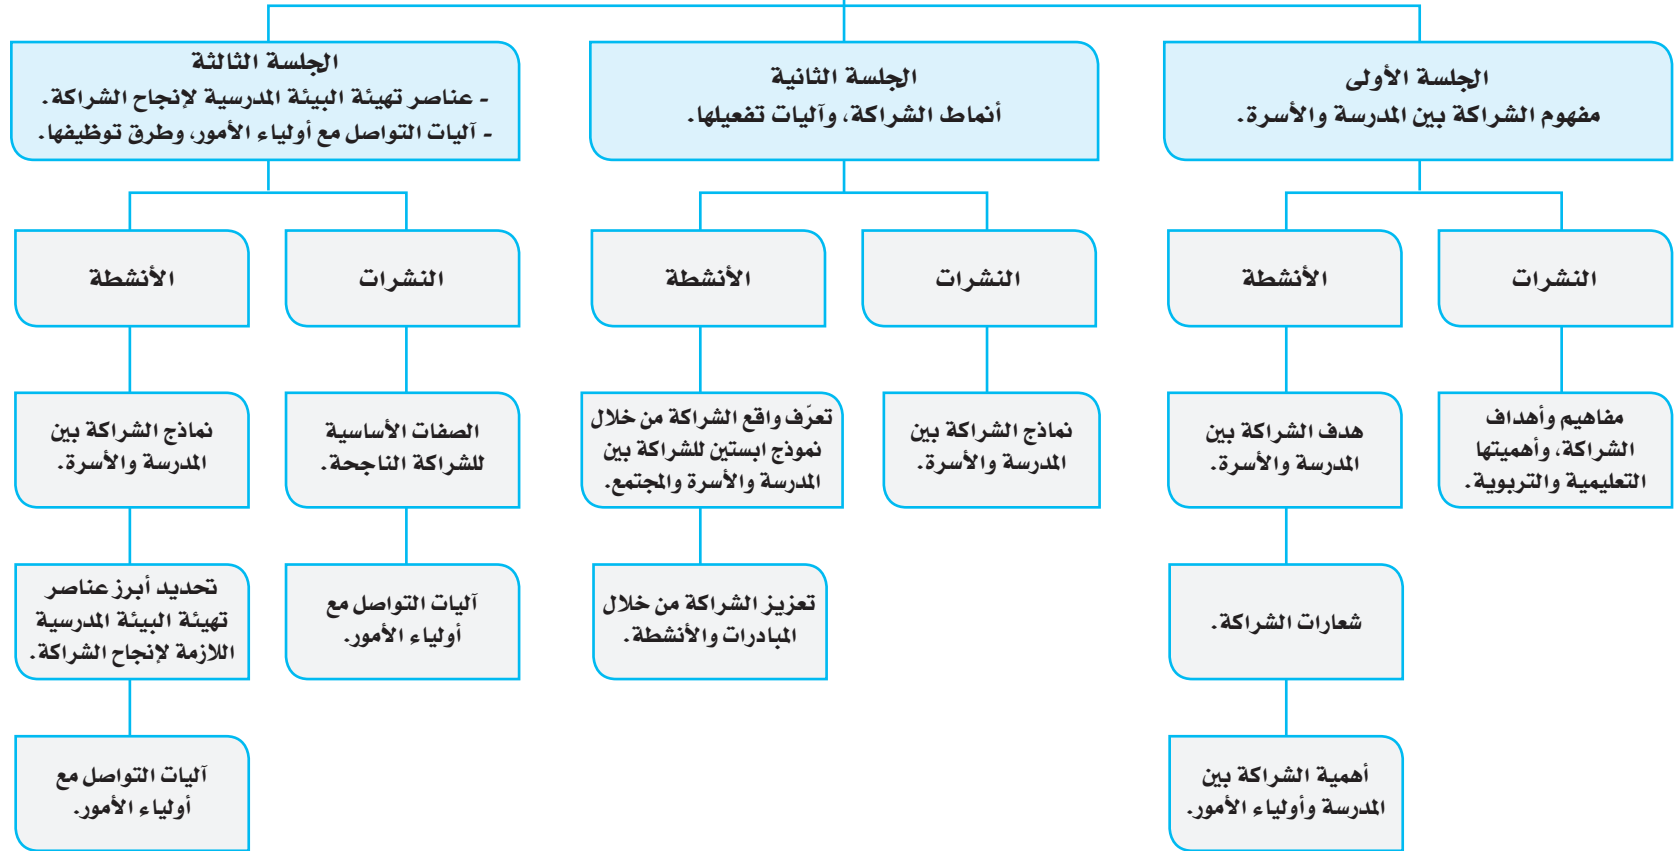 الجلسة الأولى
مفهوم الشراكة بين المدرسة والأسرة.
النشرات
مفاهيم وأهداف
الشراكة، وأهميتها
التعليمية والتربوية.
الأنشطة
هدف الشراكة بين
المدرسة والأسرة.
شعارات الشراكة.
أهمية الشراكة بين
المدرسة وأولياء الأمور.
الجلسة الثانية
أنماط الشراكة، وآليات تفعيلها.
النشرات
نماذج الشراكة بين
المدرسة والأسرة.
الأنشطة
تعرّف واقع الشراكة من خلال
نموذج ابستين للشراكة بين
المدرسة والأسرة والمجتمع.
تعزيز الشراكة من خلال
المبادرات والأنشطة.
الجلسة الثالثة
- عناصر تهيئة البيئة المدرسية لإنجاح الشراكة.
- آليات التواصل مع أولياء الأمور، وطرق توظيفها.
النشرات
الصفات الأساسية
للشراكة الناجحة.
آليات التواصل مع
أولياء الأمور.
الأنشطة
نماذج الشراكة بين
المدرسة والأسرة.
تحديد أبرز عناصر
تهيئة البيئة المدرسية
اللازمة لإنجاح الشراكة.
آليات التواصل مع
أولياء الأمور.